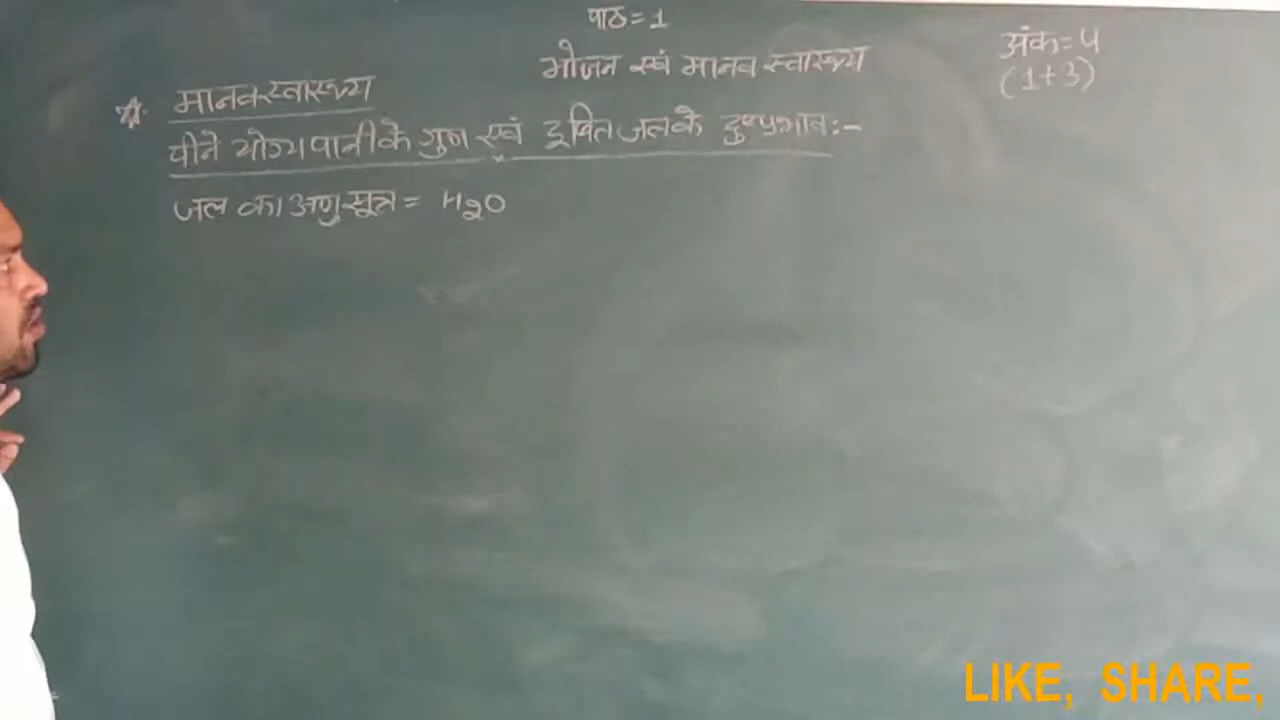 पाठ = 1
भोजन एवं मानव स्वास्थ्य
अंक = 4
(1+3)
मानव स्वास्थ्य
पीने योग्य पानी के गुण एवं दूषित जल के दुष्प्रभाव :-
जल का अणु सूत्र = H2O
LIKE, SHARE,